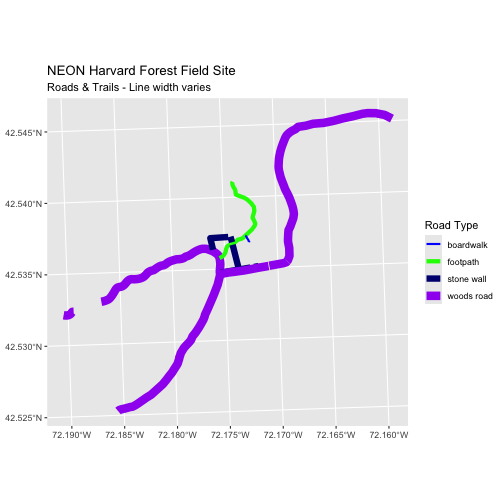 NEON Harvard Forest Field Site
Roads & Trails - Line width varies
42.545°N
42.540°N
42.535°N
42.530°N
42.525°N
72.190°W 72.185°W 72.180°W 72.175°W 72.170°W 72.165°W 72.160°W
Road Type
boardwalk
footpath
stone wall
woods road